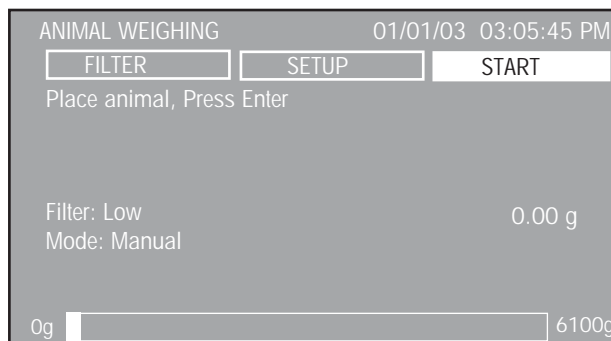 ANIMAL WEIGHING 01/01/03 03:05:45 PM
FILTER SETUP START
Place animal, Press Enter
Filter: Low 0.00 g
Mode: Manual
0g 6100g